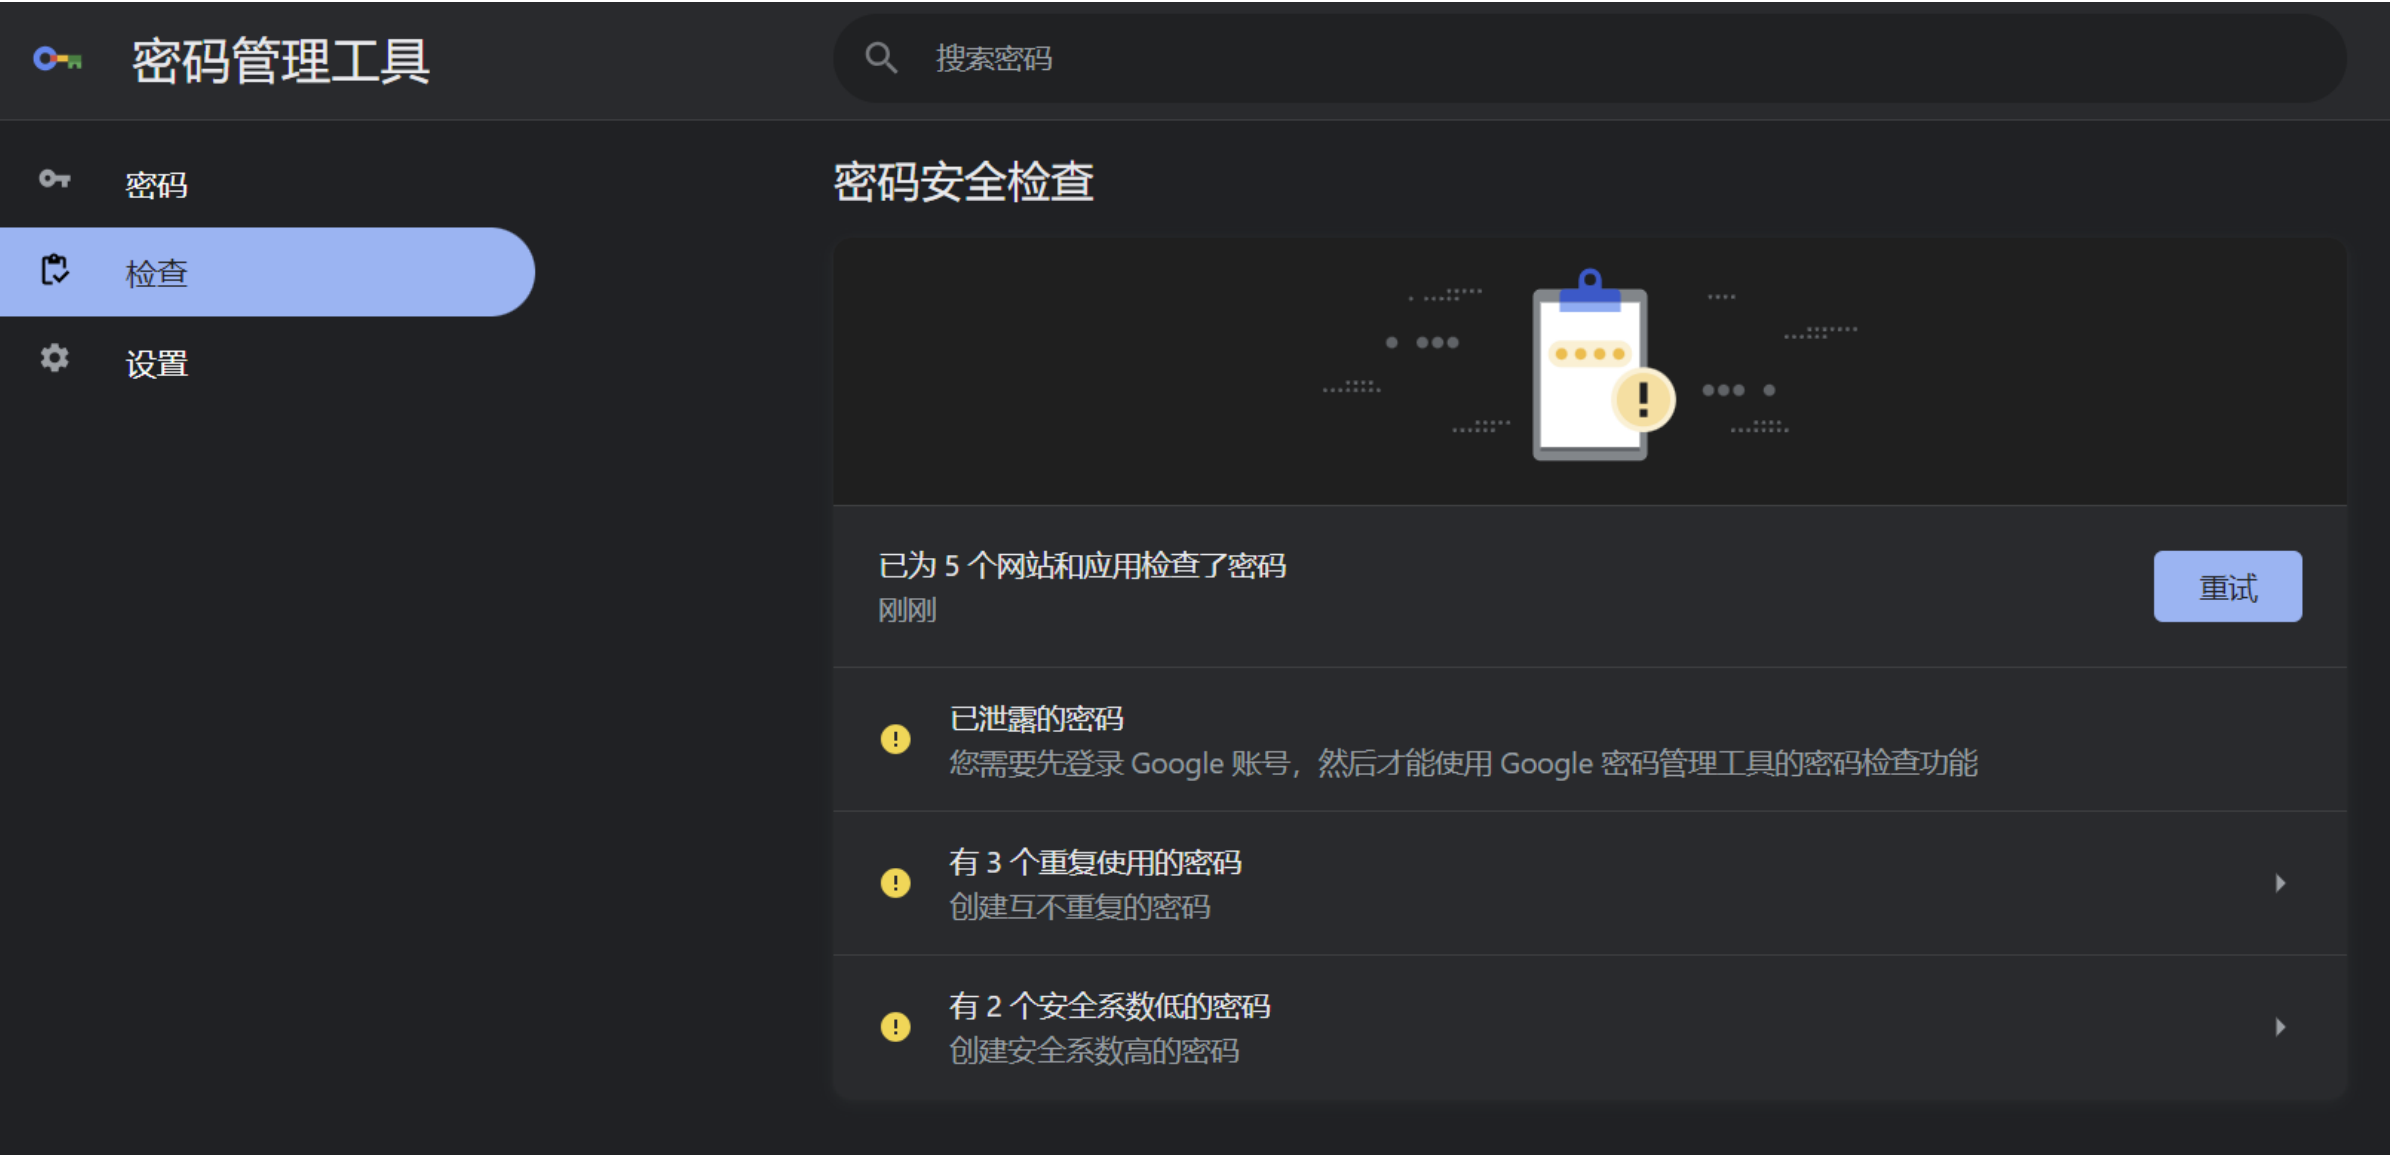 密码管理工具
搜索密码
密码
检查
设置
密码安全检查
已为 5 个网站和应用检查了密码
刚刚
重试
已泄露的密码
您需要先登录 Google 账号，然后才能使用 Google 密码管理工具的密码检查功能
有 3 个重复使用的密码
创建互不重复的密码
有 2 个安全系数低的密码
创建安全系数高的密码